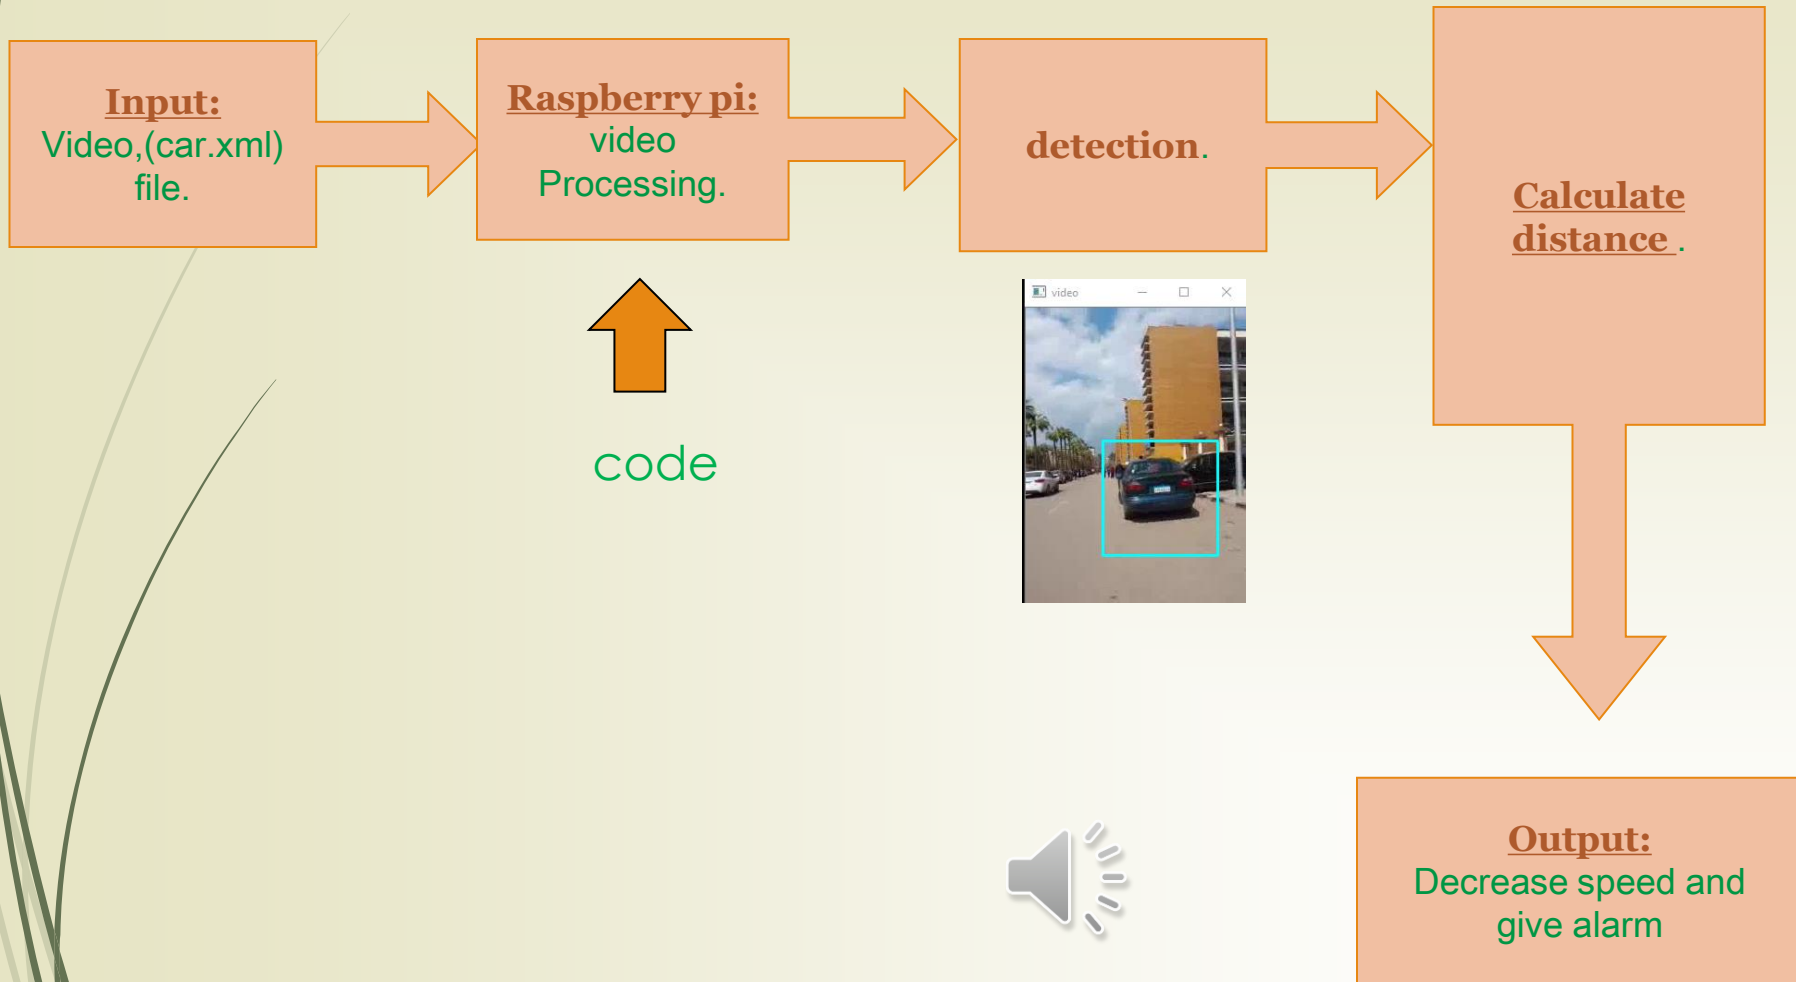 Input:
Video,(car.xml)
file.
Raspberry pi:
video
Processing.
detection.
Calculate
distance .
code
video
Output:
Decrease speed and
give alarm